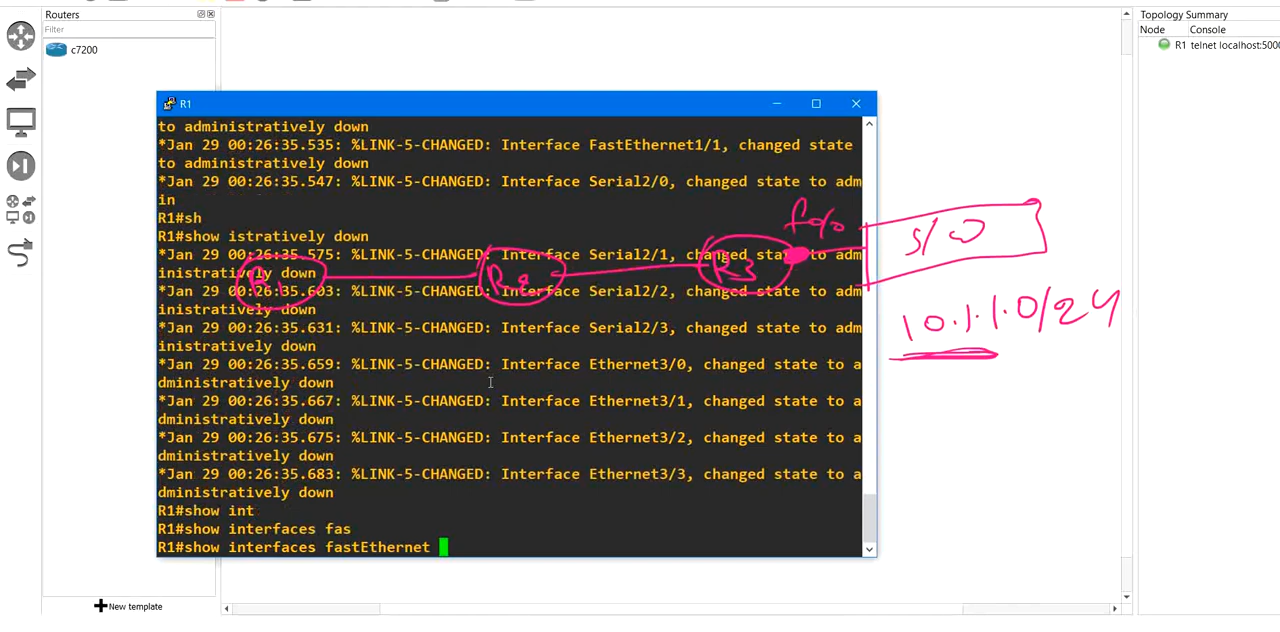 Routers
Filter
c7200
New template
R1
to administratively down
*Jan 29 00:26:35.535: %LINK-5-CHANGED: Interface FastEthernet1/1, changed state
to administratively down
*Jan 29 00:26:35.547: %LINK-5-CHANGED: Interface Serial2/0, changed state to adm
in
R1#sh
R1#show istratively down
*Jan 29 00:26:35.575: %LINK-5-CHANGED: Interface Serial2/1, changed state to adm
inistratively down
*Jan 29 00:26:35.603: %LINK-5-CHANGED: Interface Serial2/2, changed state to adm
inistratively down
*Jan 29 00:26:35.631: %LINK-5-CHANGED: Interface Serial2/3, changed state to adm
inistratively down
*Jan 29 00:26:35.659: %LINK-5-CHANGED: Interface Ethernet3/0, changed state to a
dministratively down
*Jan 29 00:26:35.667: %LINK-5-CHANGED: Interface Ethernet3/1, changed state to a
dministratively down
*Jan 29 00:26:35.675: %LINK-5-CHANGED: Interface Ethernet3/2, changed state to a
dministratively down
*Jan 29 00:26:35.683: %LINK-5-CHANGED: Interface Ethernet3/3, changed state to a
dministratively down
R1#show int
R1#show interfaces fas
R1#show interfaces fastEthernet
R1
R2
R3
f0/0
S/W
10.1.1.0/24
Topology Summary
Node Console
R1 telnet localhost:5000